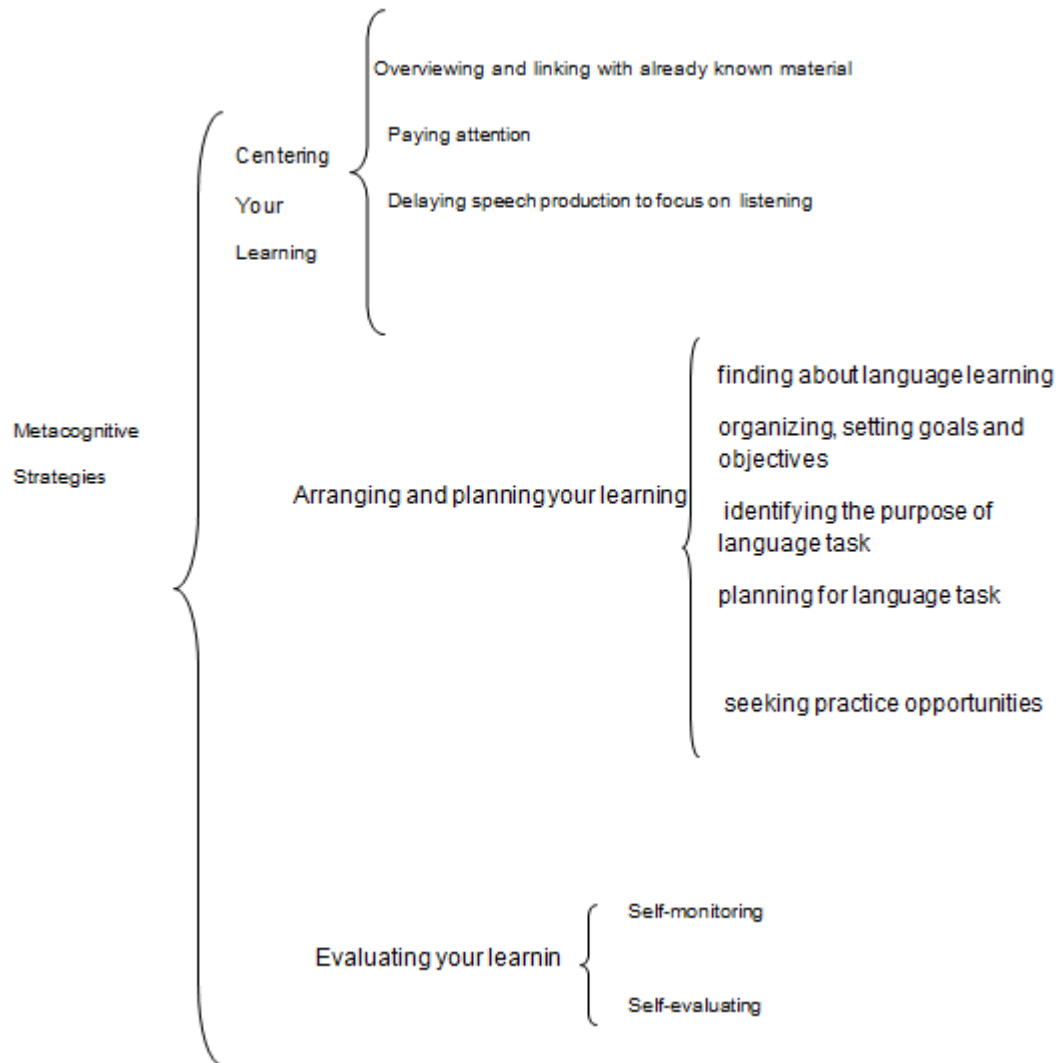 Metacognitive
Strategies
Centering
Your
Learning
Overviewing and linking with already known material
Paying attention
Delaying speech production to focus on listening
Arranging and planning your learning
finding about language learning
organizing, setting goals and
objectives
identifying the purpose of
language task
planning for language task
seeking practice opportunities
Evaluating your learnin
Self-monitoring
Self-evaluating